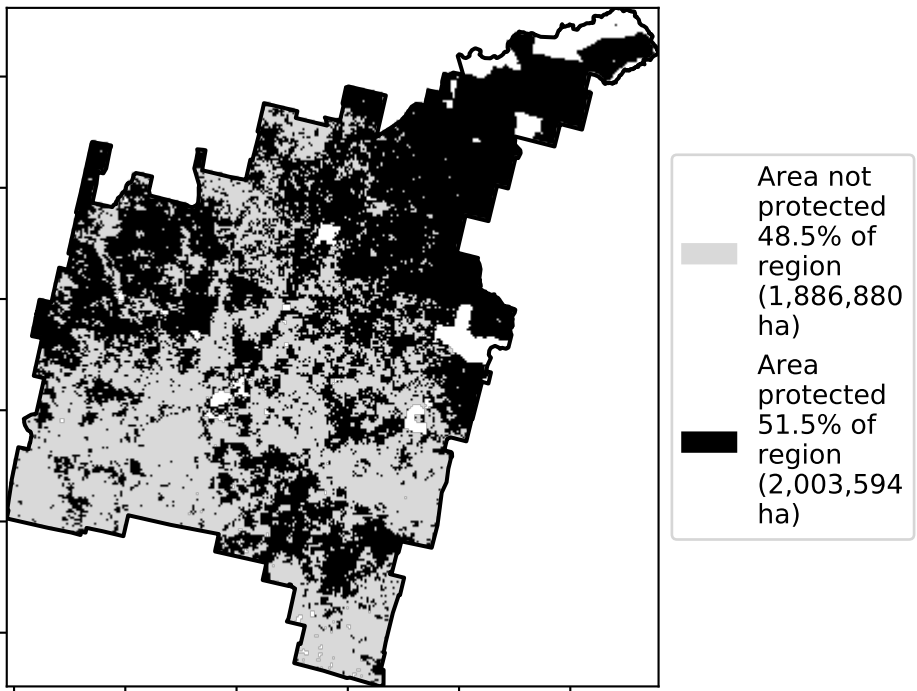 Area not
protected
48.5% of
region
(1,886,880
ha)
Area
protected
51.5% of
region
(2,003,594
ha)